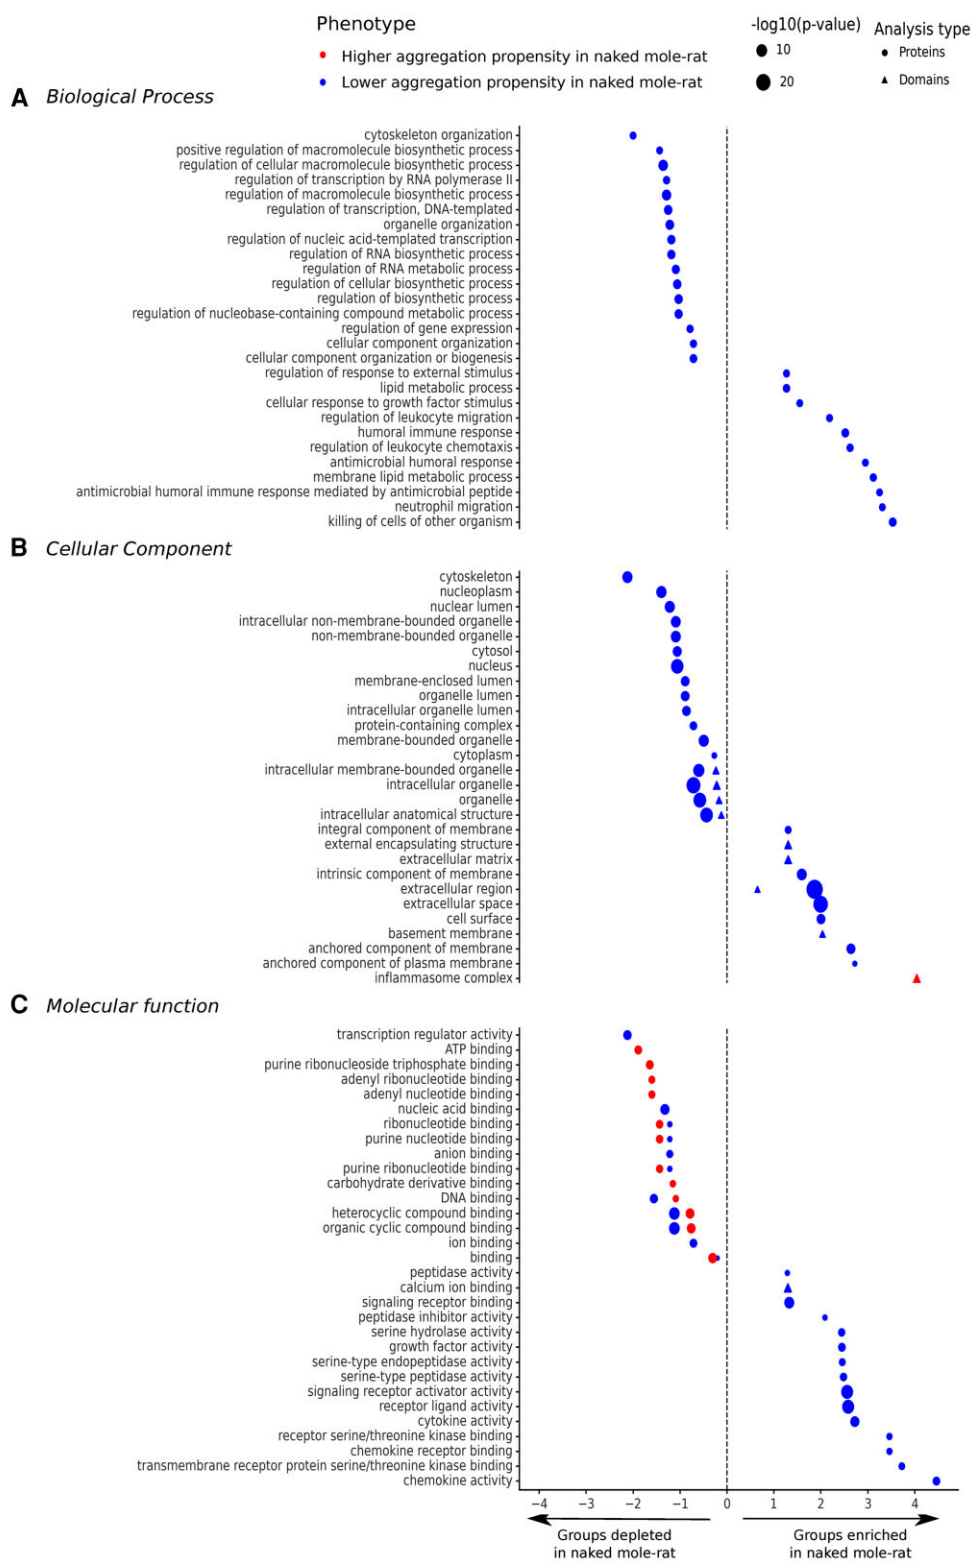 Phenotype
Higher aggregation propensity in naked mole-rat
Lower aggregation propensity in naked mole-rat
-log10(p-value)
10
20
Analysis type
Proteins
Domains
A Biological Process
cytoskeleton organization
positive regulation of macromolecule biosynthetic process
regulation of cellular macromolecule biosynthetic process
regulation of transcription by RNA polymerase II
regulation of macromolecule biosynthetic process
regulation of transcription, DNA-templated
organelle organization
regulation of nucleic acid-templated transcription
regulation of RNA biosynthetic process
regulation of RNA metabolic process
regulation of cellular biosynthetic process
regulation of biosynthetic process
regulation of nucleobase-containing compound metabolic process
regulation of gene expression
cellular component organization
cellular component organization or biogenesis
regulation of response to external stimulus
lipid metabolic process
cellular response to growth factor stimulus
regulation of leukocyte migration
humoral immune response
regulation of leukocyte chemotaxis
antimicrobial humoral response
membrane lipid metabolic process
antimicrobial humoral immune response mediated by antimicrobial peptide
neutrophil migration
killing of cells of other organism
B Cellular Component
cytoskeleton
nucleoplasm
nuclear lumen
intracellular non-membrane-bounded organelle
non-membrane-bounded organelle
cytosol
nucleus
membrane-enclosed lumen
organelle lumen
intracellular organelle lumen
protein-containing complex
membrane-bounded organelle
cytoplasm
intracellular membrane-bounded organelle
intracellular organelle
organelle
intracellular anatomical structure
integral component of membrane
external encapsulating structure
extracellular matrix
intrinsic component of membrane
extracellular region
extracellular space
cell surface
basement membrane
anchored component of membrane
anchored component of plasma membrane
inflammasome complex
C Molecular function
transcription regulator activity
ATP binding
purine ribonucleoside triphosphate binding
adenyl ribonucleotide binding
adenyl nucleotide binding
nucleic acid binding
ribonucleotide binding
purine nucleotide binding
anion binding
purine ribonucleotide binding
carbohydrate derivative binding
DNA binding
heterocyclic compound binding
organic cyclic compound binding
ion binding
binding
peptidase activity
calcium ion binding
signaling receptor binding
peptidase inhibitor activity
serine hydrolase activity
growth factor activity
serine-type endopeptidase activity
serine-type peptidase activity
signaling receptor activator activity
receptor ligand activity
cytokine activity
receptor serine/threonine kinase binding
chemokine receptor binding
transmembrane receptor protein serine/threonine kinase binding
chemokine activity
−4 −3 −2 −1 0 1 2 3 4
Groups depleted
in naked mole-rat
Groups enriched
in naked mole-rat